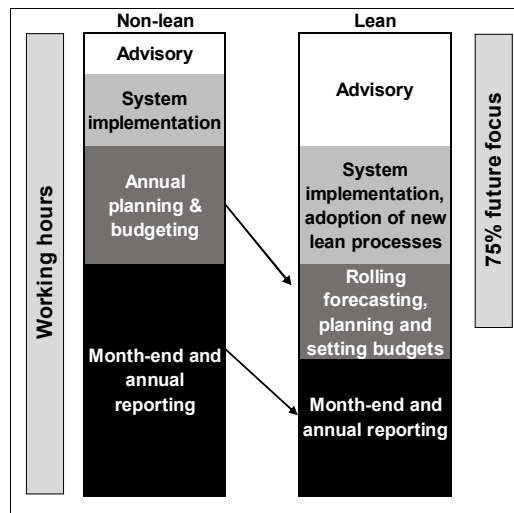 Non-lean
Lean
Working hours
Advisory
System
implementation
Annual
planning &
budgeting
Month-end and
annual
reporting
Advisory
System
implementation,
adoption of new
lean processes
Rolling
forecasting,
planning and
setting budgets
Month-end and
annual reporting
75% future focus